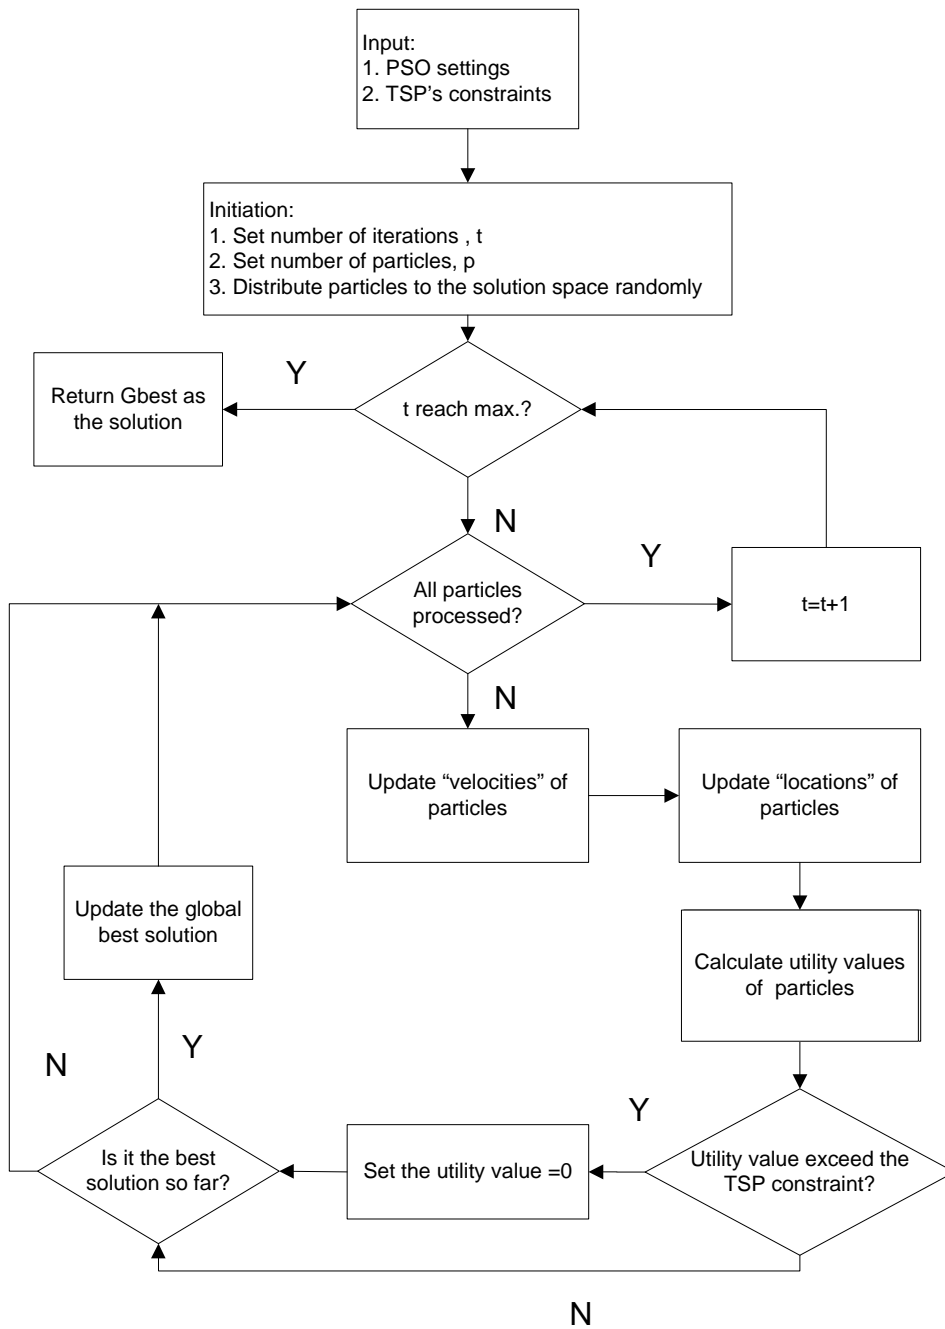 Input:
1. PSO settings
2. TSP's constraints
Initiation:
1. Set number of iterations , t
2. Set number of particles, p
3. Distribute particles to the solution space randomly
Y
Return Gbest as
the solution
t reach max.?
N
Y
All particles
processed?
t=t+1
N
Update “velocities” of
particles
Update “locations” of
particles
Update the global
best solution
Calculate utility values
of particles
Y
N
Y
Is it the best
solution so far?
Set the utility value =0
Utility value exceed the
TSP constraint?
N